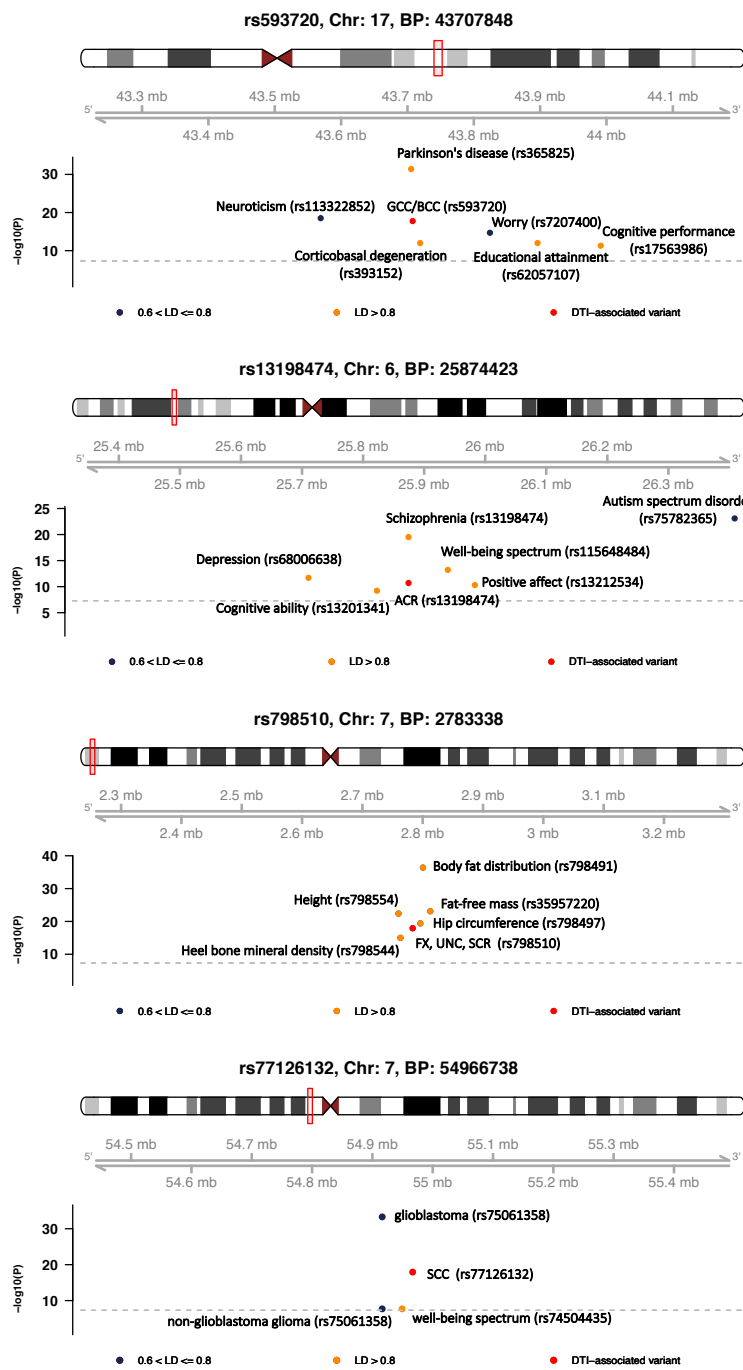 rs593720, Chr: 17, BP: 43707848
43.3 mb 43.5 mb 43.7 mb 43.9 mb 44.1 mb
5' 3'
43.4 mb 43.6 mb 43.8 mb 44 mb
Parkinson's disease (rs365825)
30
Neuroticism (rs113322852) GCC/BCC (rs593720)
20
Worry (rs7207400)
Cognitive performance
(rs17563986)
10
Corticobasal degeneration
(rs393152)
Educational attainment
(rs62057107)
−log10(P)
0.6 < LD <= 0.8 LD > 0.8 DTI−associated variant
rs13198474, Chr: 6, BP: 25874423
25.4 mb 25.6 mb 25.8 mb 26 mb 26.2 mb
5' 3'
25.5 mb 25.7 mb 25.9 mb 26.1 mb 26.3 mb
Autism spectrum disorde
(rs75782365)
25
Schizophrenia (rs13198474)
20
Depression (rs68006638)
Well-being spectrum (rs115648484)
15
Positive affect (rs13212534)
10
Cognitive ability (rs13201341) ACR (rs13198474)
5
−log10(P)
0.6 < LD <= 0.8 LD > 0.8 DTI−associated variant
rs798510, Chr: 7, BP: 2783338
2.3 mb 2.5 mb 2.7 mb 2.9 mb 3.1 mb
5' 3'
2.4 mb 2.6 mb 2.8 mb 3 mb 3.2 mb
40
Body fat distribution (rs798491)
30
Height (rs798554) Fat-free mass (rs35957220)
20
Hip circumference (rs798497)
Heel bone mineral density (rs798544) FX, UNC, SCR (rs798510)
10
−log10(P)
0.6 < LD <= 0.8 LD > 0.8 DTI−associated variant
rs77126132, Chr: 7, BP: 54966738
54.5 mb 54.7 mb 54.9 mb 55.1 mb 55.3 mb
5' 3'
54.6 mb 54.8 mb 55 mb 55.2 mb 55.4 mb
30
glioblastoma (rs75061358)
20
SCC (rs77126132)
10
non-glioblastoma glioma (rs75061358) well-being spectrum (rs74504435)
−log10(P)
0.6 < LD <= 0.8 LD > 0.8 DTI−associated variant